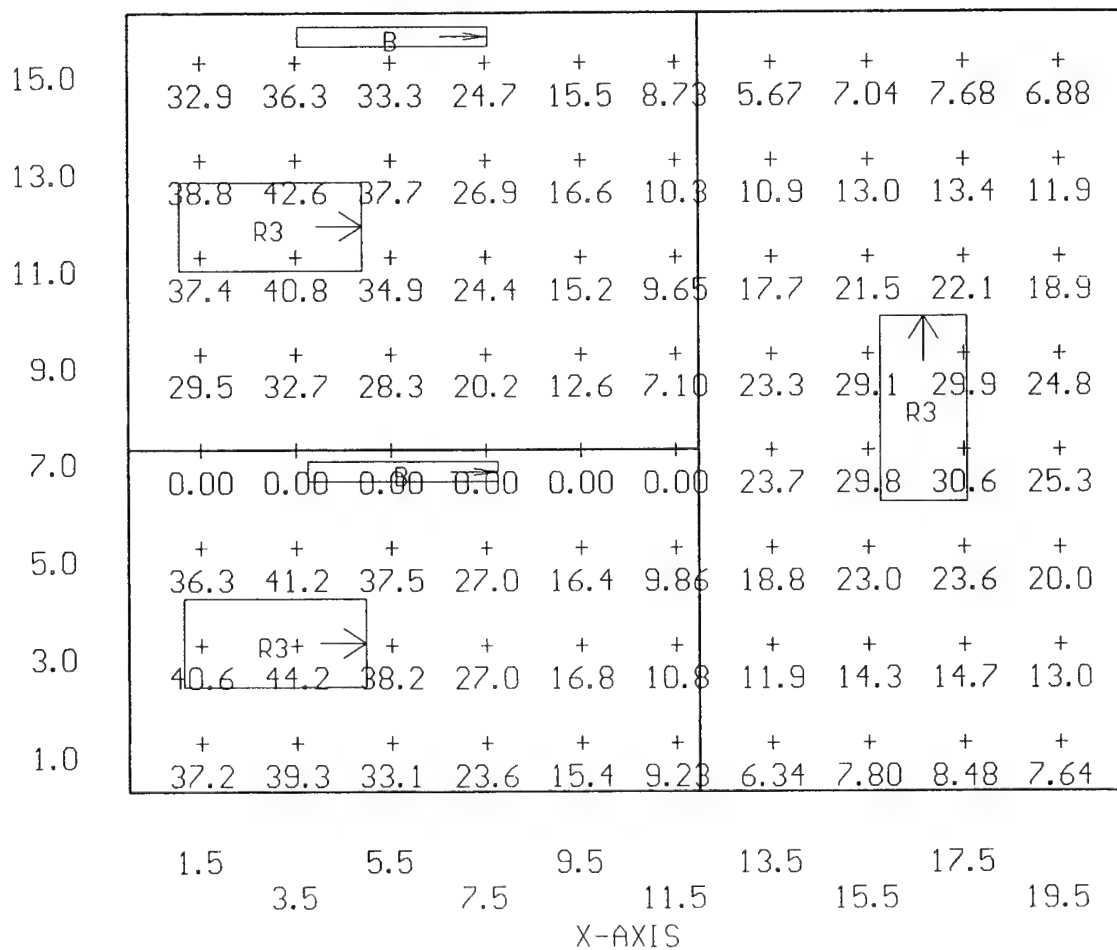 B
15.0 32.9 36.3 33.3 24.7 15.5 8.73 5.67 7.04 7.68 6.88
13.0 38.8 42.6 37.7 26.9 16.6 10.3 10.9 13.0 13.4 11.9
R3
11.0 37.4 40.8 34.9 24.4 15.2 9.65 17.7 21.5 22.1 18.9
9.0 29.5 32.7 28.3 20.2 12.6 7.10 23.3 29.1 29.9 24.8
R3
B
7.0 0.00 0.00 0.00 0.00 0.00 0.00 23.7 29.8 30.6 25.3
5.0 36.3 41.2 37.5 27.0 16.4 9.86 18.8 23.0 23.6 20.0
R3
3.0 40.6 44.2 38.2 27.0 16.8 10.8 11.9 14.3 14.7 13.0
1.0 37.2 39.3 33.1 23.6 15.4 9.23 6.34 7.80 8.48 7.64
1.5 5.5 9.5 13.5 17.5
3.5 7.5 11.5 15.5 19.5
X-AXIS